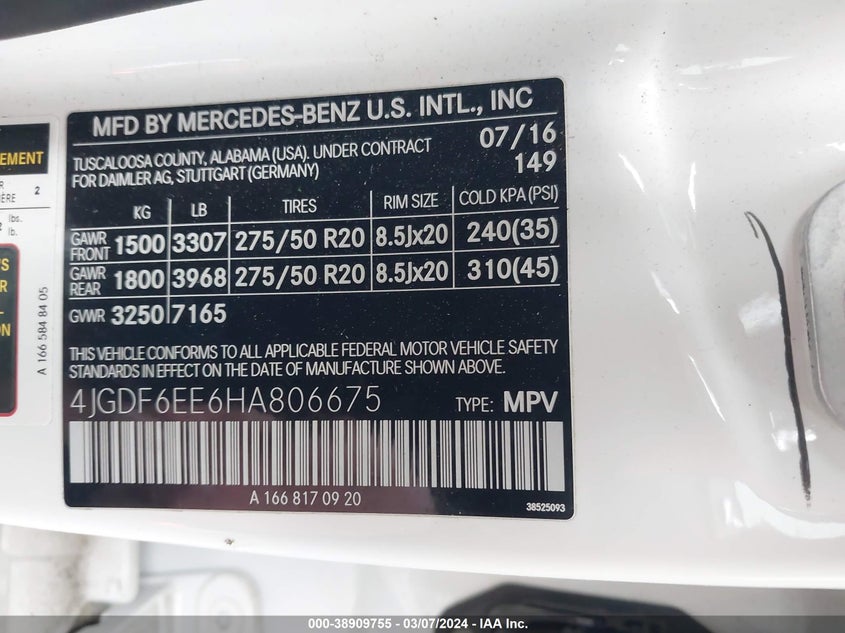 MFD BY MERCEDES-BENZ U.S. INTL., INC
TUSCALOOSA COUNTY, ALABAMA (USA). UNDER CONTRACT
FOR DAIMLER AG, STUTTGART (GERMANY)
07/16
149
KG LB TIRES RIM SIZE COLD KPA (PSI)
GAWR FRONT 1500 3307 275/50 R20 8.5Jx20 240(35)
GAWR REAR 1800 3968 275/50 R20 8.5Jx20 310(45)
GVWR 3250 7165
THIS VEHICLE CONFORMS TO ALL APPLICABLE FEDERAL MOTOR VEHICLE SAFETY
STANDARDS IN EFFECT ON THE DATE OF MANUFACTURE SHOWN ABOVE.
4JGDF6EE6HA806675 TYPE: MPV
A 166 817 09 20
38525093
2
lbs.
lb.
A 166 584 84 05
000-38909755 - 03/07/2024 - IAA Inc.